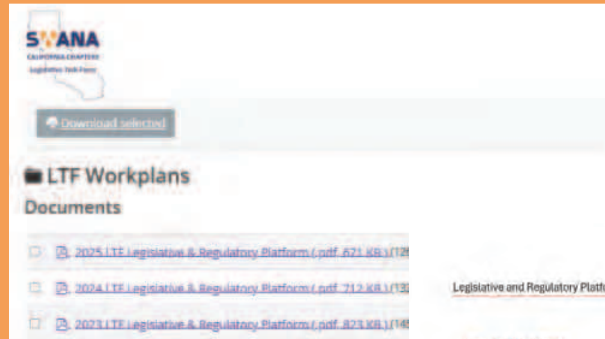 SWANA
CALIFORNIA CHAPTERS
Legislative Task Force
Download selected
LTF Workplans
Documents
2025 LTF Legislative & Regulatory Platform (.pdf, 621 KB )
2024 LTF Legislative & Regulatory Platform (.pdf, 712 KB )
Legislative and Regulatory Platf
2023 LTF Legislative & Regulatory Platform (.pdf, 823 KB )